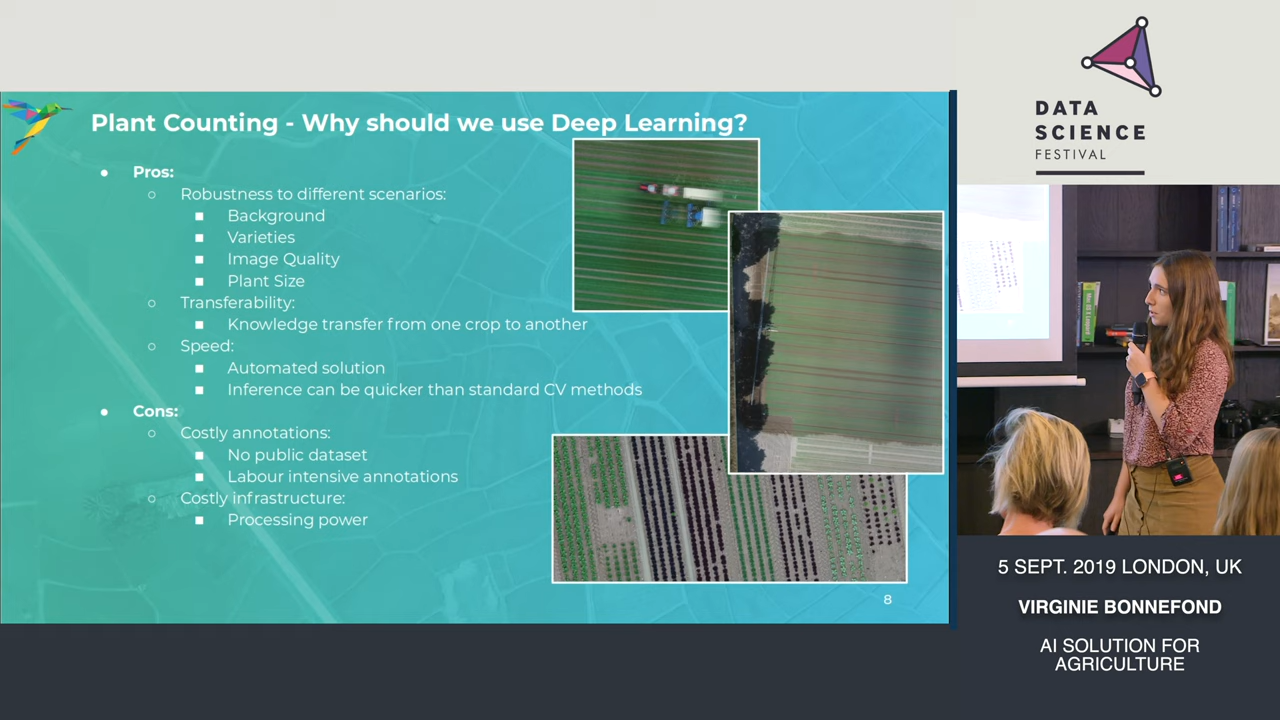 Plant Counting - Why should we use Deep Learning?
● Pros:
○ Robustness to different scenarios:
■ Background
■ Varieties
■ Image Quality
■ Plant Size
○ Transferability:
■ Knowledge transfer from one crop to another
○ Speed:
■ Automated solution
■ Inference can be quicker than standard CV methods
● Cons:
○ Costly annotations:
■ No public dataset
■ Labour intensive annotations
○ Costly infrastructure:
■ Processing power
8
DATA
SCIENCE
FESTIVAL
5 SEPT. 2019 LONDON, UK
VIRGINIE BONNEFOND
AI SOLUTION FOR
AGRICULTURE